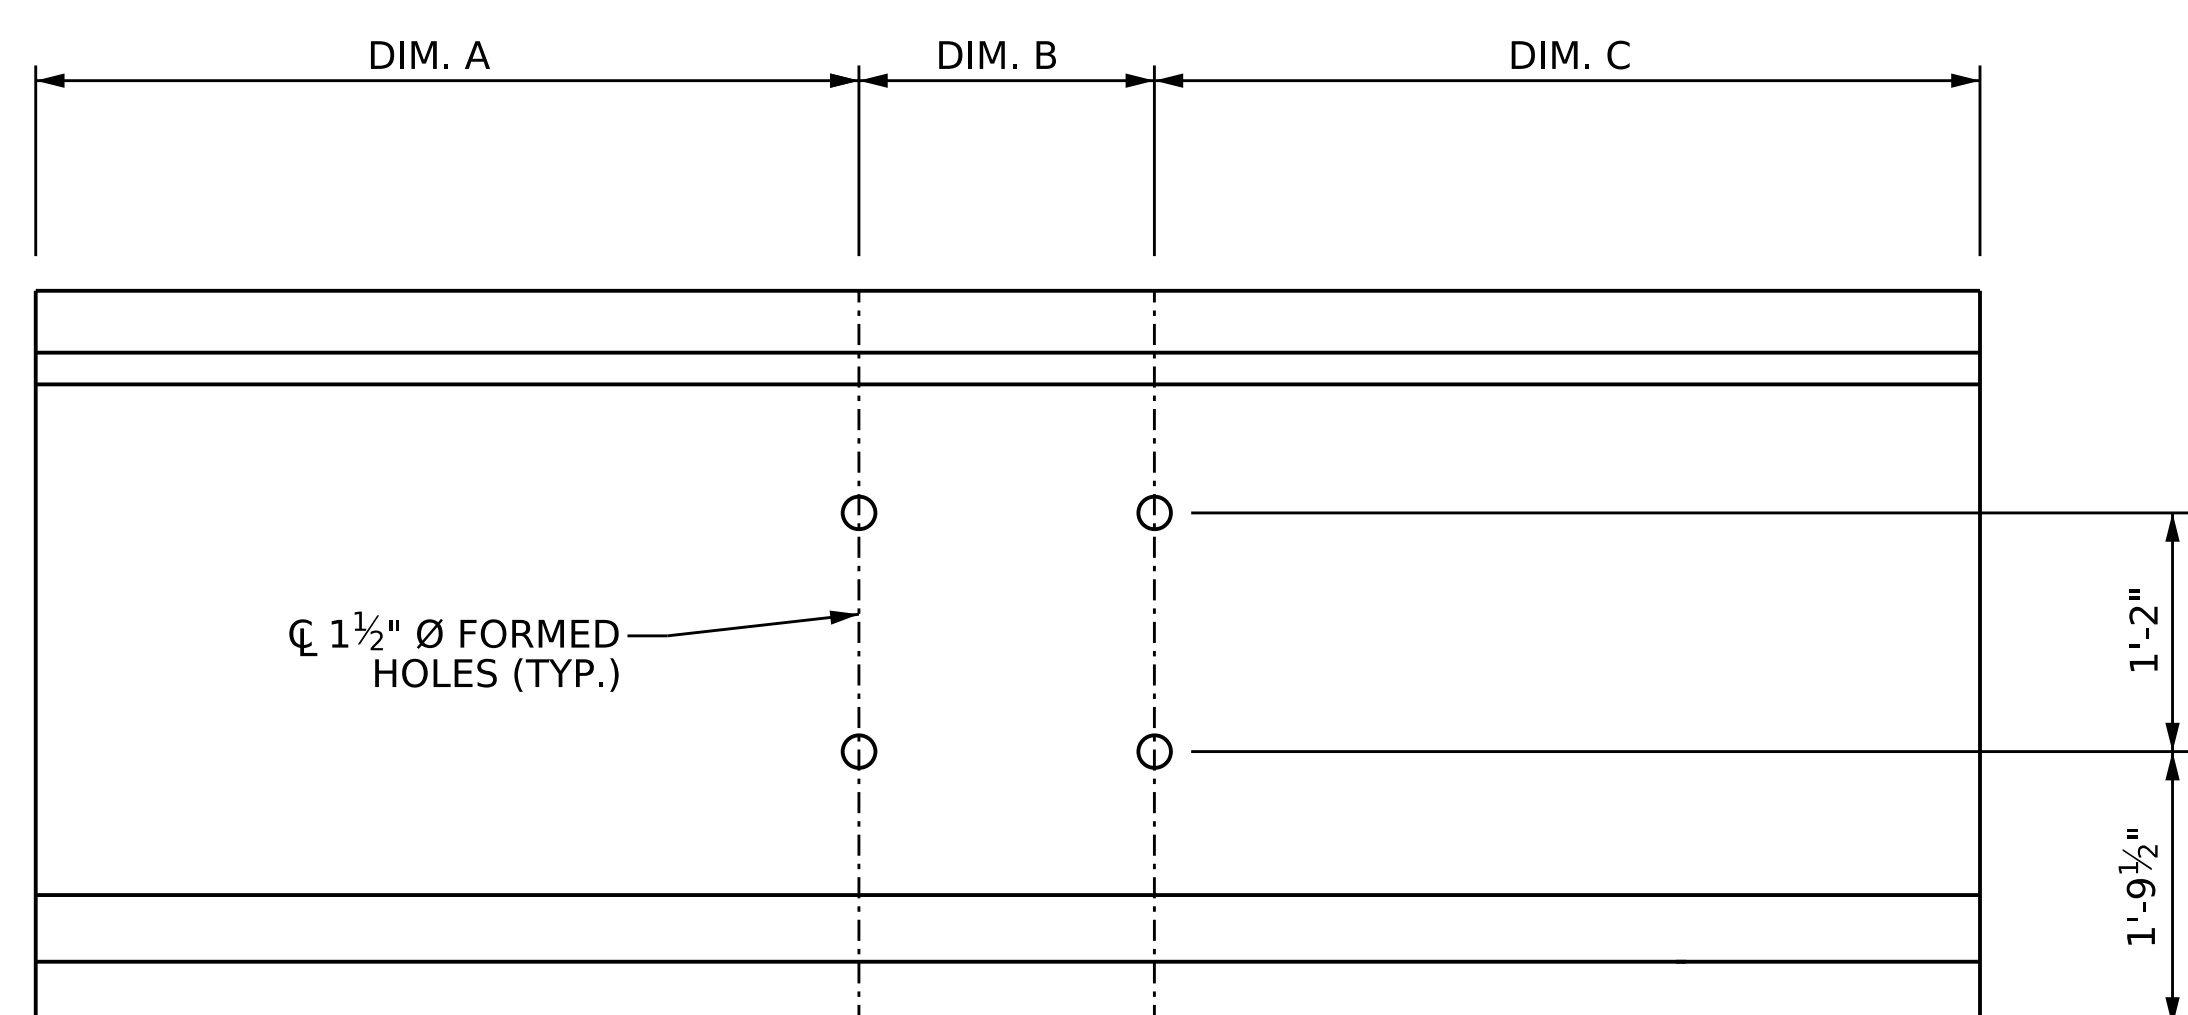 DIM. A
DIM. B
DIM. C
℄ 1½" Ø FORMED
HOLES (TYP.)
1'-2"
1'-9½"